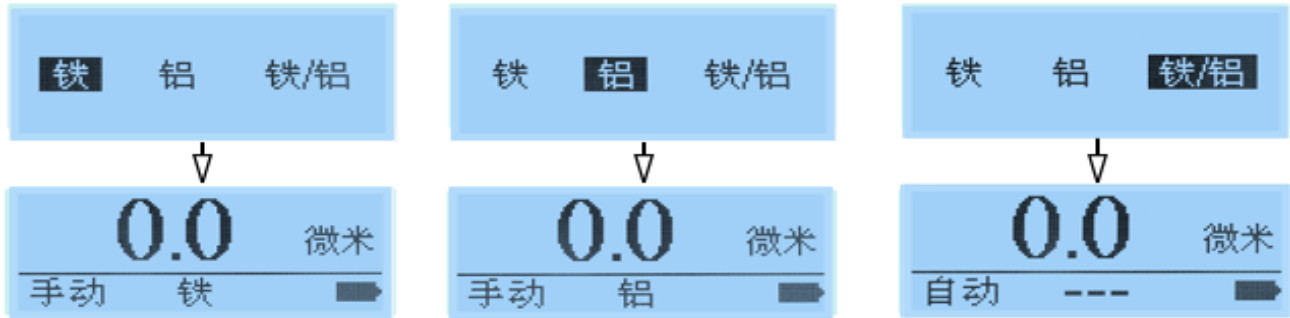 铁 铝 铁/铝
铁 铝 铁/铝
铁 铝 铁/铝
0.0 微米
手动 铁
0.0 微米
手动 铝
0.0 微米
自动 ---